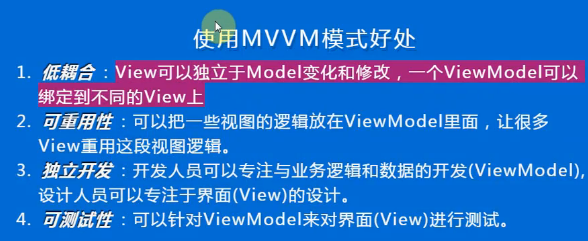 使用MVVM模式好处
1. 低耦合：View可以独立于Model变化和修改，一个ViewModel可以
绑定到不同的View上
2. 可重用性：可以把一些视图的逻辑放在ViewModel里面，让很多
View重用这段视图逻辑。
3. 独立开发：开发人员可以专注与业务逻辑和数据的开发(ViewModel),
设计人员可以专注于界面(View)的设计。
4. 可测试性：可以针对ViewModel来对界面(View)进行测试。